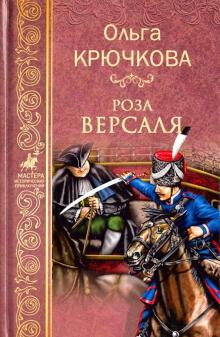 Ольга
КРЮЧКОВА
РОЗА
ВЕРСАЛЯ
МАСТЕРА
ИСТОРИЧЕСКИХ
ПРИКЛЮЧЕНИЙ